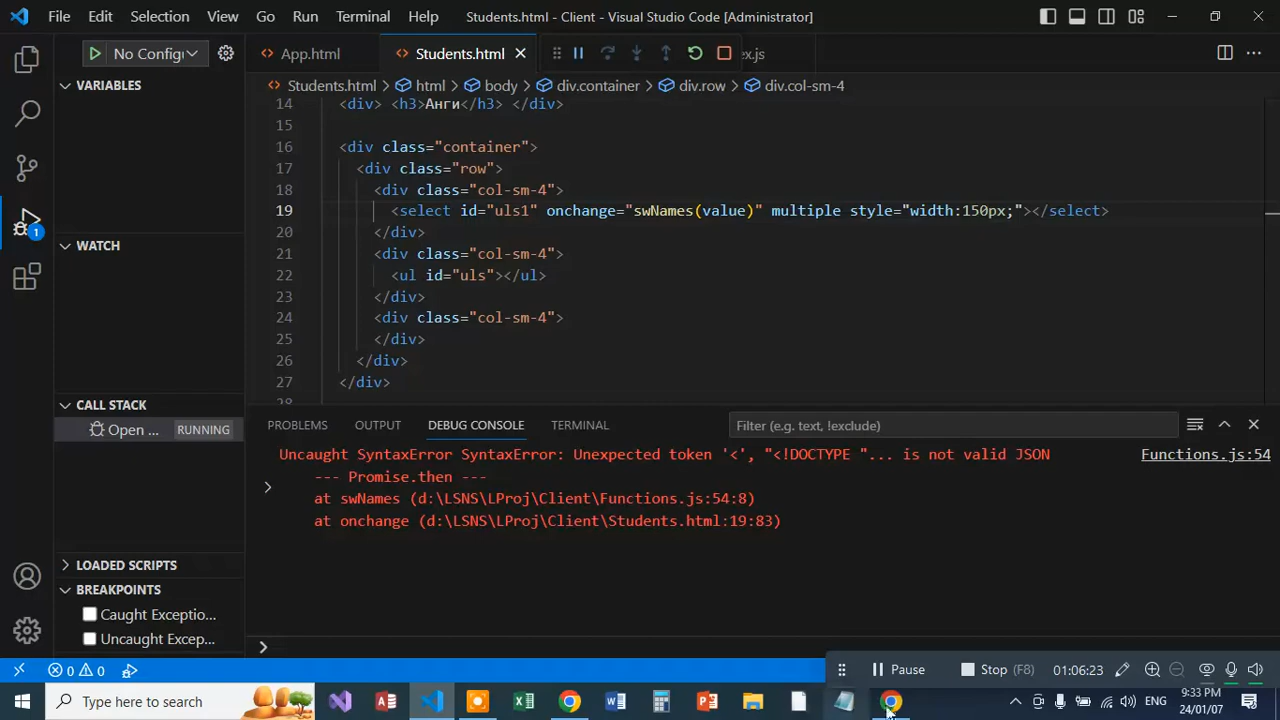 File Edit Selection View Go Run Terminal Help Students.html - Client - Visual Studio Code [Administrator]
No Config
App.html Students.html ex.js
Students.html > html > body > div.container > div.row > div.col-sm-4
VARIABLES
WATCH
CALL STACK
Open ... RUNNING
LOADED SCRIPTS
BREAKPOINTS
Caught Exceptio...
Uncaught Excep...
1
14 <div> <h3>Анги</h3> </div>
15
16 <div class="container">
17 <div class="row">
18 <div class="col-sm-4">
19 <select id="uls1" onchange="swNames(value)" multiple style="width:150px;"></select>
20 </div>
21 <div class="col-sm-4">
22 <ul id="uls"></ul>
23 </div>
24 <div class="col-sm-4">
25 </div>
26 </div>
27 </div>
28
PROBLEMS OUTPUT DEBUG CONSOLE TERMINAL Filter (e.g. text, !exclude)
Uncaught SyntaxError SyntaxError: Unexpected token '<', "<!DOCTYPE "... is not valid JSON Functions.js:54
--- Promise.then ---
at swNames (d:\LSNS\LProj\Client\Functions.js:54:8)
at onchange (d:\LSNS\LProj\Client\Students.html:19:83)
0 0
Pause Stop (F8) 01:06:23
Type here to search
ENG
9:33 PM
24/01/07